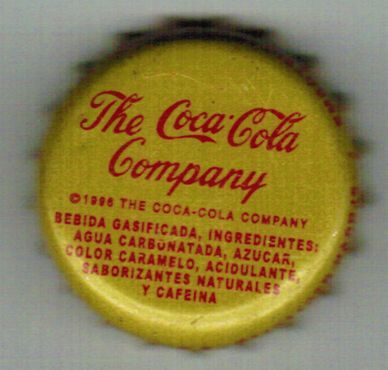 The Coca-Cola
Company
©1996 THE COCA-COLA COMPANY
BEBIDA GASIFICADA, INGREDIENTES:
AGUA CARBONATADA, AZUCAR,
COLOR CARAMELO, ACIDULANTE,
SABORIZANTES NATURALES
Y CAFEINA